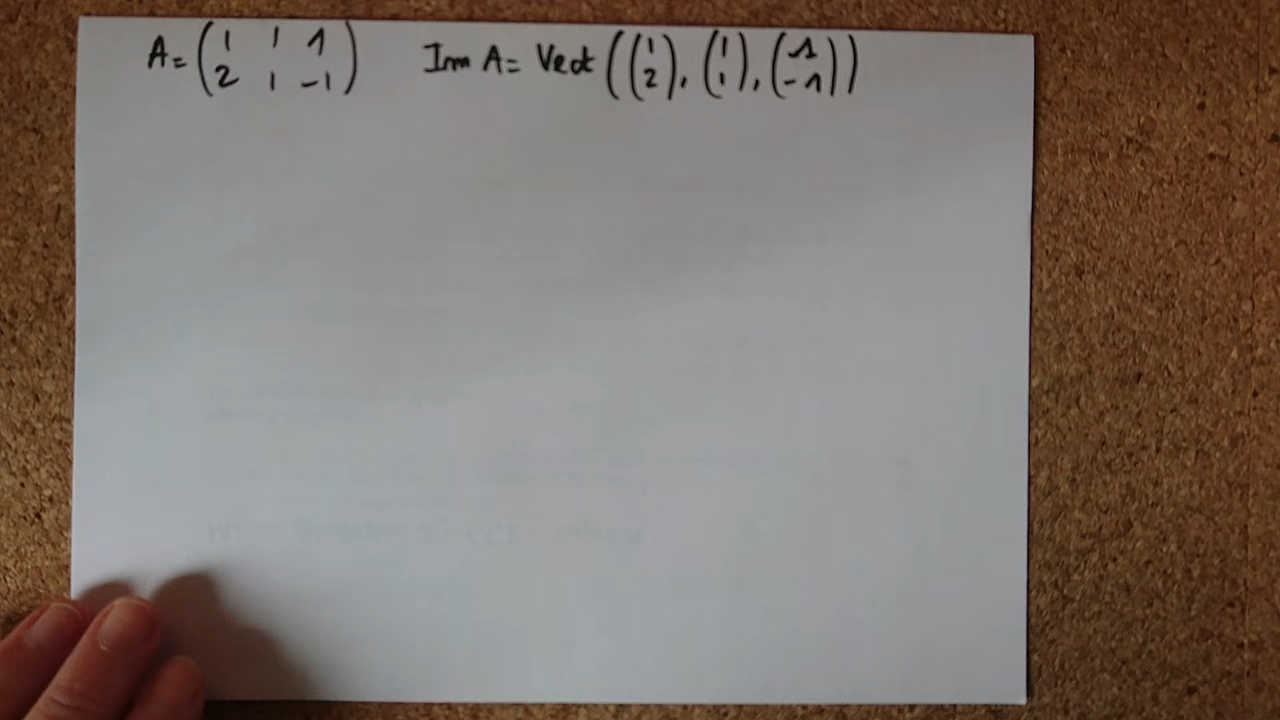 A = (1 1 1 ; 2 1 -1) Im A = Vect ((1 ; 2), (1 ; 1), (1 ; -1))